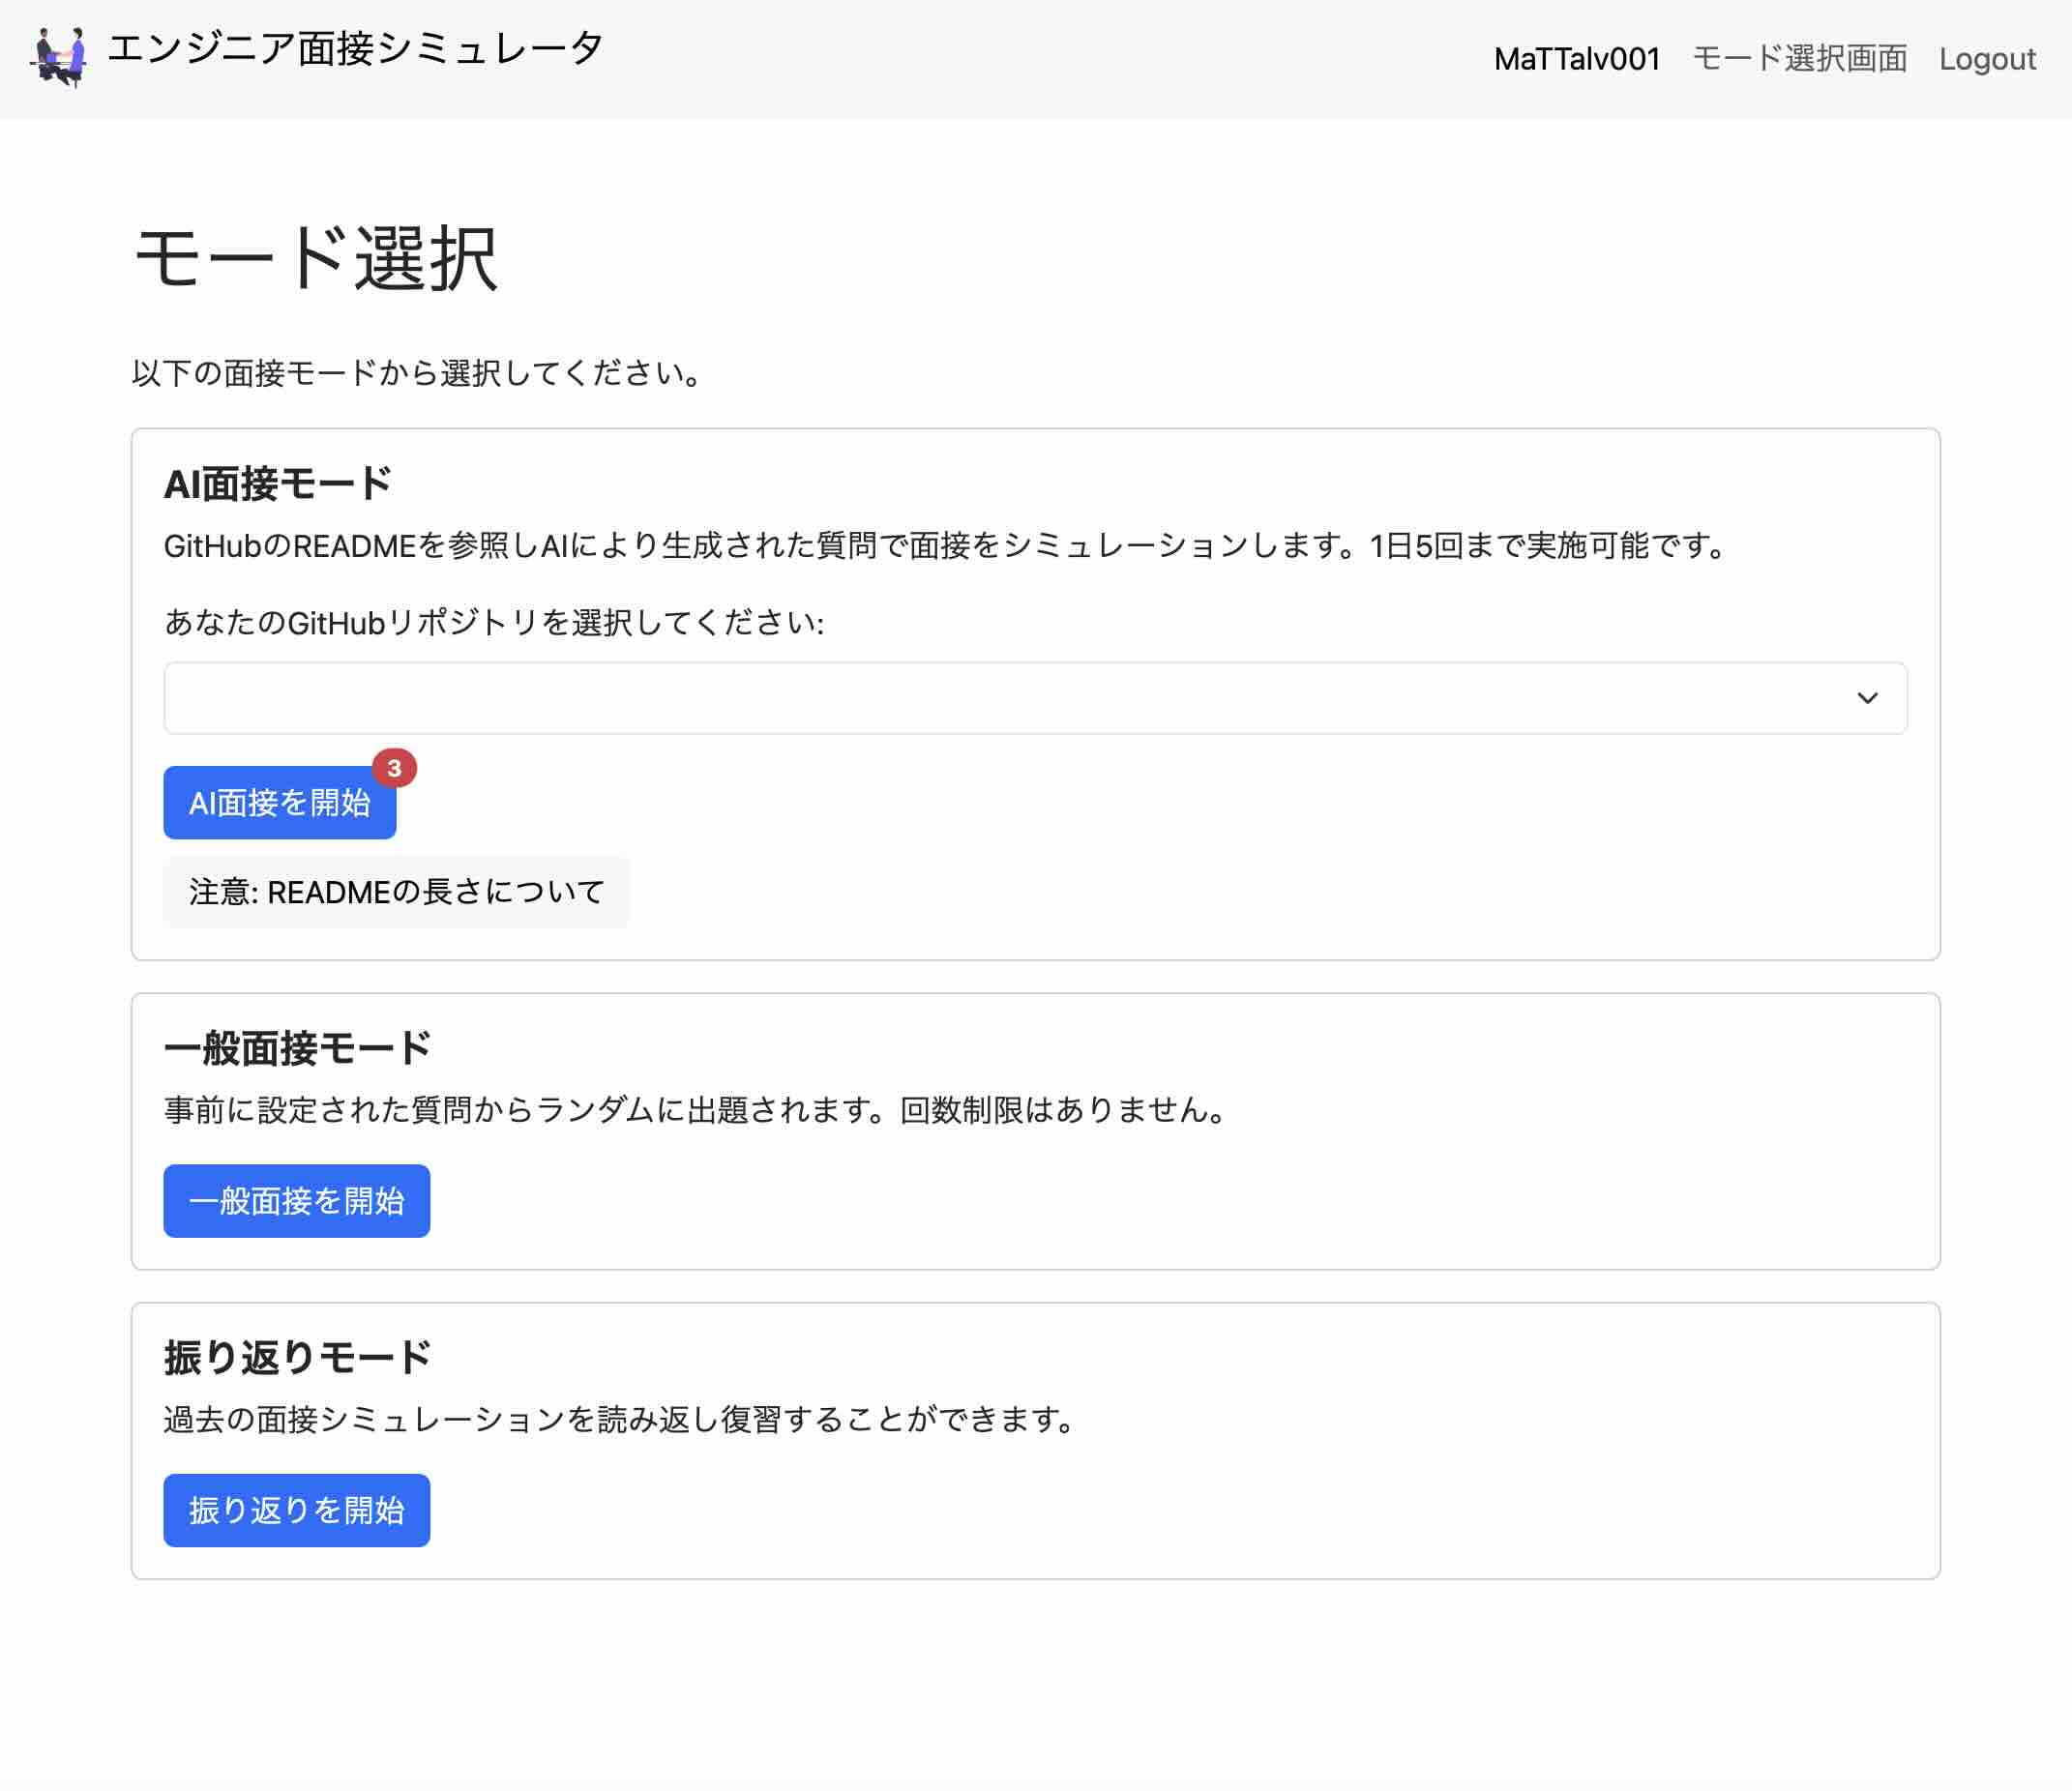 エンジニア面接シミュレータ
MaTTalv001 モード選択画面 Logout
モード選択
以下の面接モードから選択してください。
AI面接モード
GitHubのREADMEを参照しAIにより生成された質問で面接をシミュレーションします。1日5回まで実施可能です。
あなたのGitHubリポジトリを選択してください:
3
AI面接を開始
注意: READMEの長さについて
一般面接モード
事前に設定された質問からランダムに出題されます。回数制限はありません。
一般面接を開始
振り返りモード
過去の面接シミュレーションを読み返し復習することができます。
振り返りを開始